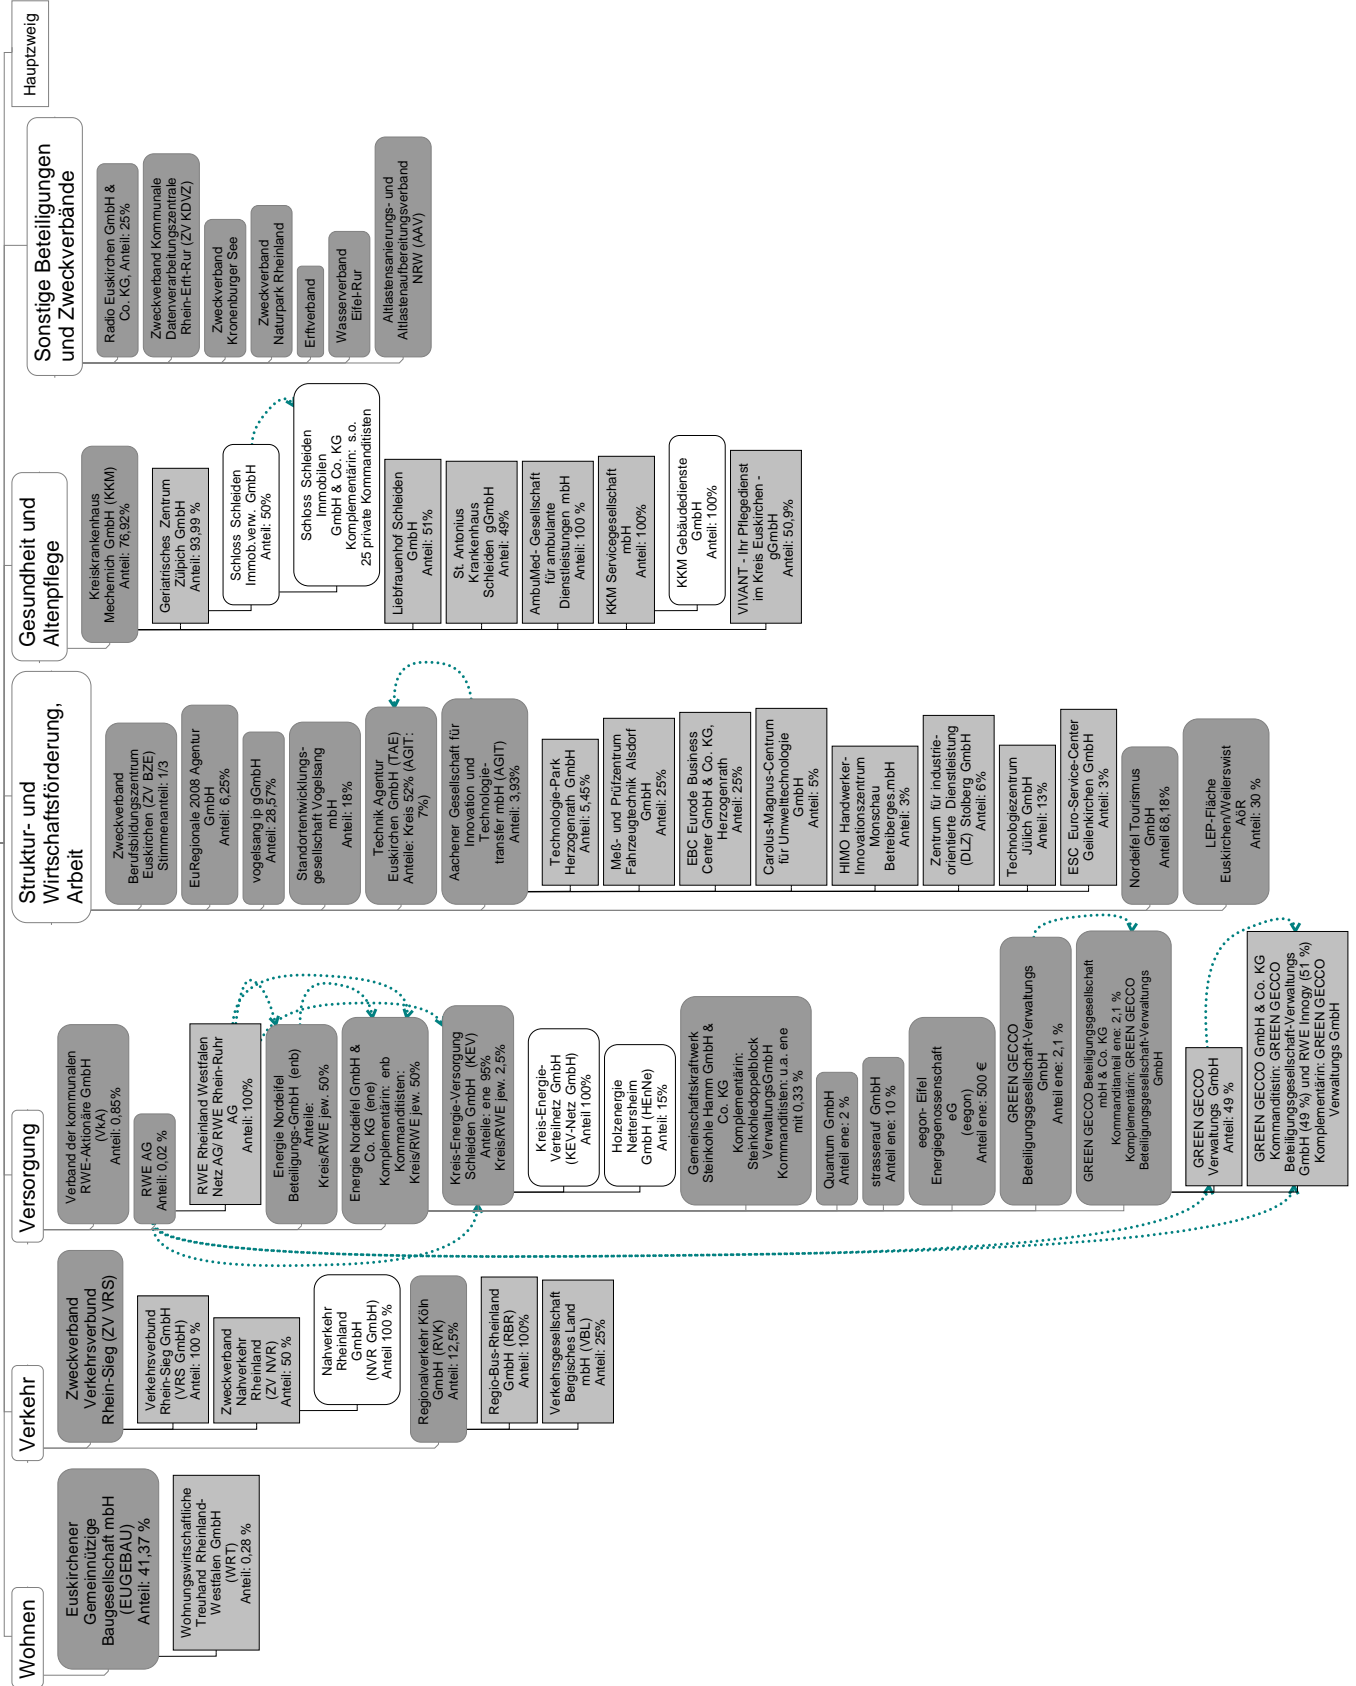 Wohnen
Euskirchener
Gemeinnützige
Baugesellschaft mbH
(EUGEBAU)
Anteil: 41,37 %
Wohnungswirtschaftliche
Treuhand Rheinland-
Westfalen GmbH
(WRT)
Anteil: 0,28 %
Verkehr
Zweckverband
Verkehrsverbund
Rhein-Sieg (ZV VRS)
Verkehrsverbund
Rhein-Sieg GmbH
(VRS GmbH)
Anteil: 100 %
Zweckverband
Nahverkehr
Rheinland
(ZV NVR)
Anteil: 50 %
Nahverkehr
Rheinland
GmbH
(NVR GmbH)
Anteil 100 %
Regionalverkehr Köln
GmbH (RVK)
Anteil: 12,5%
Regio-Bus-Rheinland
GmbH (RBR)
Anteil: 100%
Verkehrsgesellschaft
Bergisches Land
mbH (VBL)
Anteil: 25%
Versorgung
Verband der kommunalen
RWE-Aktionäre GmbH
(VkA)
Anteil: 0,85%
RWE AG
Anteil: 0,02 %
RWE Rheinland Westfalen
Netz AG/ RWE Rhein-Ruhr
AG
Anteil: 100%
Energie Nordeifel
Beteiligungs-GmbH (enb)
Anteile:
Kreis/RWE jew. 50%
Energie Nordeifel GmbH &
Co. KG (ene)
Komplementärin: enb
Kommanditisten:
Kreis/RWE jew. 50%
Kreis-Energie-Versorgung
Schleiden GmbH (KEV)
Anteile: ene 95%
Kreis/RWE jew. 2,5%
Kreis-Energie-
Verteilnetz GmbH
(KEV-Netz GmbH)
Anteil 100%
Holzenergie
Nettersheim
GmbH (HEnNe)
Anteil: 15%
Gemeinschaftskraftwerk
Steinkohle Hamm GmbH &
Co. KG
Komplementärin:
Steinkohledoppelblock
VerwaltungsGmbH
Kommanditisten: u.a. ene
mit 0,33 %
Quantum GmbH
Anteil ene: 2 %
strasserauf GmbH
Anteil ene: 10 %
eegon- Eifel
Energiegenossenschaft
eG
(eegon)
Anteil ene: 500 €
GREEN GECCO
Beteiligungsgesellschaft-Verwaltungs
GmbH
Anteil ene: 2,1 %
GREEN GECCO Beteiligungsgesellschaft
mbH & Co. KG
Kommanditanteil ene: 2,1 %
Komplementärin: GREEN GECCO
Beteiligungsgesellschaft-Verwaltungs
GmbH
GREEN GECCO
Verwaltungs GmbH
Anteil: 49 %
GREEN GECCO GmbH & Co. KG
Kommanditistin: GREEN GECCO
Beteiligungsgesellschaft-Verwaltungs
GmbH (49 %) und RWE Innogy (51 %)
Komplementärin: GREEN GECCO
Verwaltungs GmbH
Struktur- und
Wirtschaftsförderung,
Arbeit
Zweckverband
Berufsbildungszentrum
Euskirchen (ZV BZE)
Stimmenanteil: 1/3
EuRegionale 2008 Agentur
GmbH
Anteil: 6,25%
vogelsang ip gGmbH
Anteil: 28,57%
Standortentwicklungs-
gesellschaft Vogelsang
mbH
Anteil: 18%
Technik Agentur
Euskirchen GmbH (TAE)
Anteile: Kreis 52% (AGIT:
7%)
Aachener Gesellschaft für
Innovation und
Technologie-
transfer mbH (AGIT)
Anteil: 3,93%
Technologie-Park
Herzogenrath GmbH
Anteil: 5,45%
Meß- und Prüfzentrum
Fahrzeugtechnik Alsdorf
GmbH
Anteil: 25%
EBC Eurode Business
Center GmbH & Co. KG,
Herzogenrath
Anteil: 25%
Carolus-Magnus-Centrum
für Umwelttechnologie
GmbH
Anteil: 5%
HIMO Handwerker-
Innovationszentrum
Monschau
Betreiberges.mbH
Anteil: 3%
Zentrum für industrie-
orientierte Dienstleistung
(DLZ) Stolberg GmbH
Anteil: 6%
Technologiezentrum
Jülich GmbH
Anteil: 13%
ESC Euro-Service-Center
Geilenkirchen GmbH
Anteil: 3%
Nordeifel Tourismus
GmbH
Anteil 68,18%
LEP-Fläche
Euskirchen/Weilerswist
AöR
Anteil: 30 %
Gesundheit und
Altenpflege
Kreiskrankenhaus
Mechernich GmbH (KKM)
Anteil: 76,92%
Geriatrisches Zentrum
Zülpich GmbH
Anteil: 93,99 %
Schloss Schleiden
Immob.verw. GmbH
Anteil: 50%
Schloss Schleiden
Immobilen
GmbH & Co. KG
Komplementärin: s.o.
25 private Kommanditisten
Liebfrauenhof Schleiden
GmbH
Anteil: 51%
St. Antonius
Krankenhaus
Schleiden gGmbH
Anteil: 49%
AmbuMed- Gesellschaft
für ambulante
Dienstleistungen mbH
Anteil: 100 %
KKM Servicegesellschaft
mbH
Anteil: 100%
KKM Gebäudedienste
GmbH
Anteil: 100%
VIVANT - Ihr Pflegedienst
im Kreis Euskirchen -
gGmbH
Anteil: 50,9%
Sonstige Beteiligungen
und Zweckverbände
Radio Euskirchen GmbH &
Co. KG, Anteil: 25%
Zweckverband Kommunale
Datenverarbeitungszentrale
Rhein-Erft-Rur (ZV KDVZ)
Zweckverband
Kronenburger See
Zweckverband
Naturpark Rheinland
Erftverband
Wasserverband
Eifel-Rur
Altlastensanierungs- und
Altlastenaufbereitungsverband
NRW (AAV)
Hauptzweig